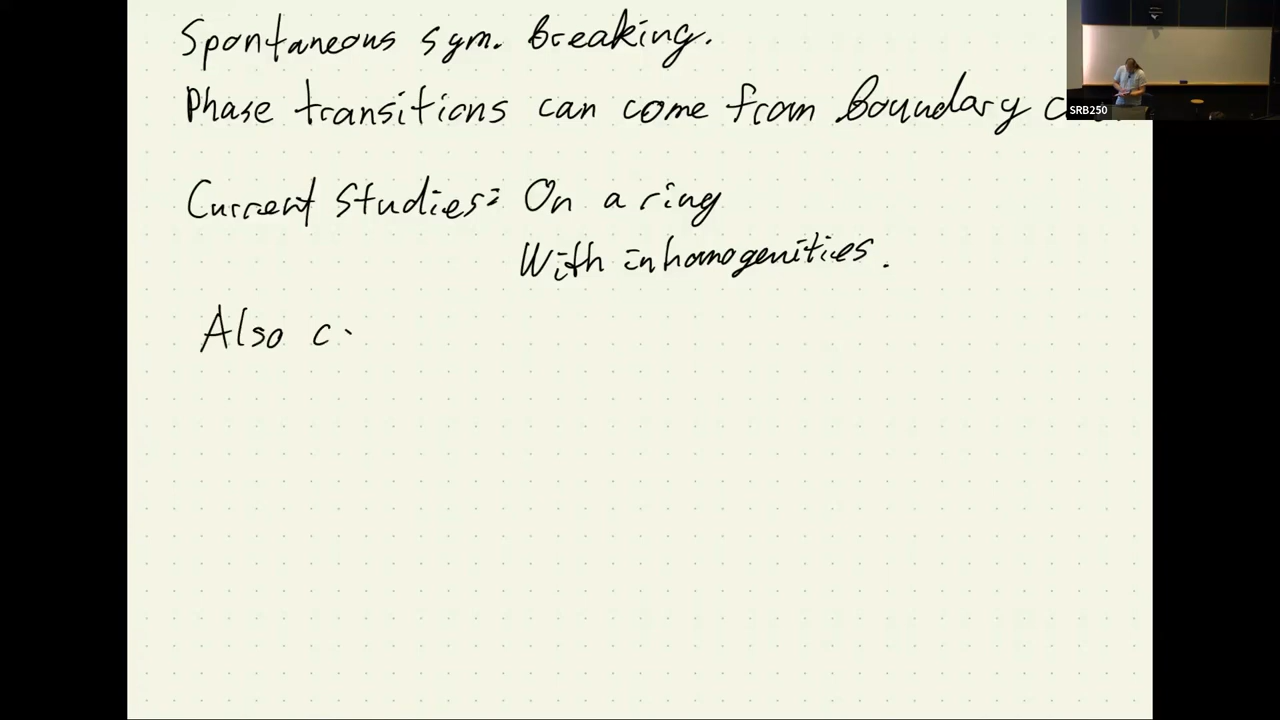 Spontaneous sym. breaking.
Phase transitions can come from boundary
Current studies: On a ring
With inhomogenities.
Also c
SRB250